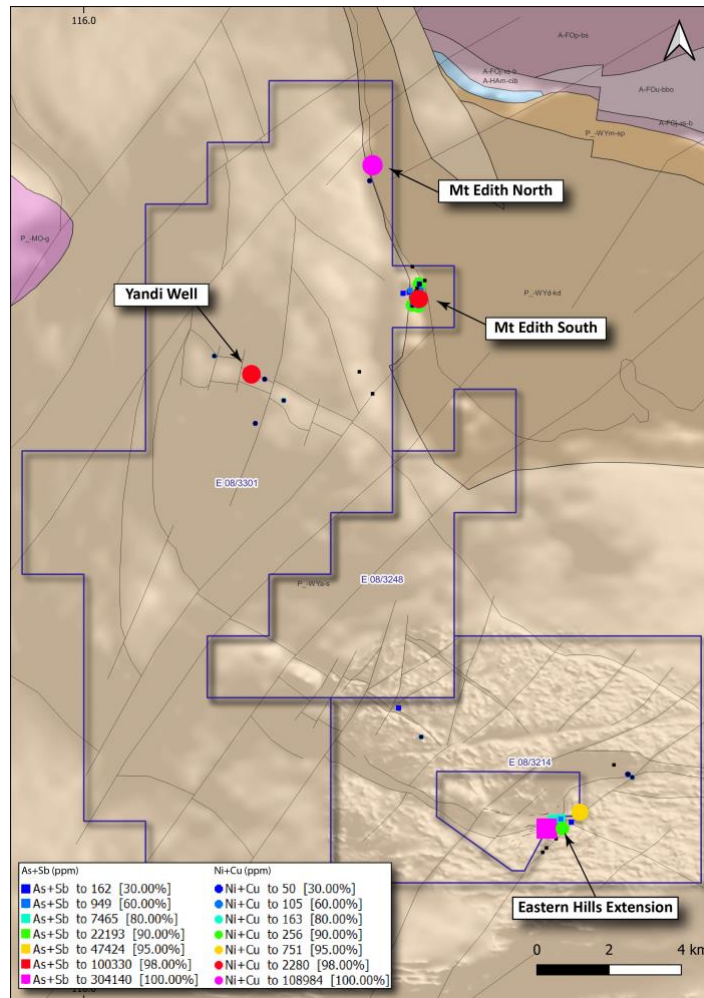 116.0
A-FOp-bs
A-FOj-xs-b
A-HAm-cib
A-FOu-bbo
A-FOj-xs-b
P_-WYm-sp
Mt Edith North
P_-MO-g
Yandi Well
P_-WYd-kd
Mt Edith South
E 08/3301
P_-WYa-s
E 08/3248
E 08/3214
Eastern Hills Extension
As+Sb (ppm)
As+Sb to 162 [30.00%]
As+Sb to 949 [60.00%]
As+Sb to 7465 [80.00%]
As+Sb to 22193 [90.00%]
As+Sb to 47424 [95.00%]
As+Sb to 100330 [98.00%]
As+Sb to 304140 [100.00%]
Ni+Cu (ppm)
Ni+Cu to 50 [30.00%]
Ni+Cu to 105 [60.00%]
Ni+Cu to 163 [80.00%]
Ni+Cu to 256 [90.00%]
Ni+Cu to 751 [95.00%]
Ni+Cu to 2280 [98.00%]
Ni+Cu to 108984 [100.00%]
0 2 4 km
116.0